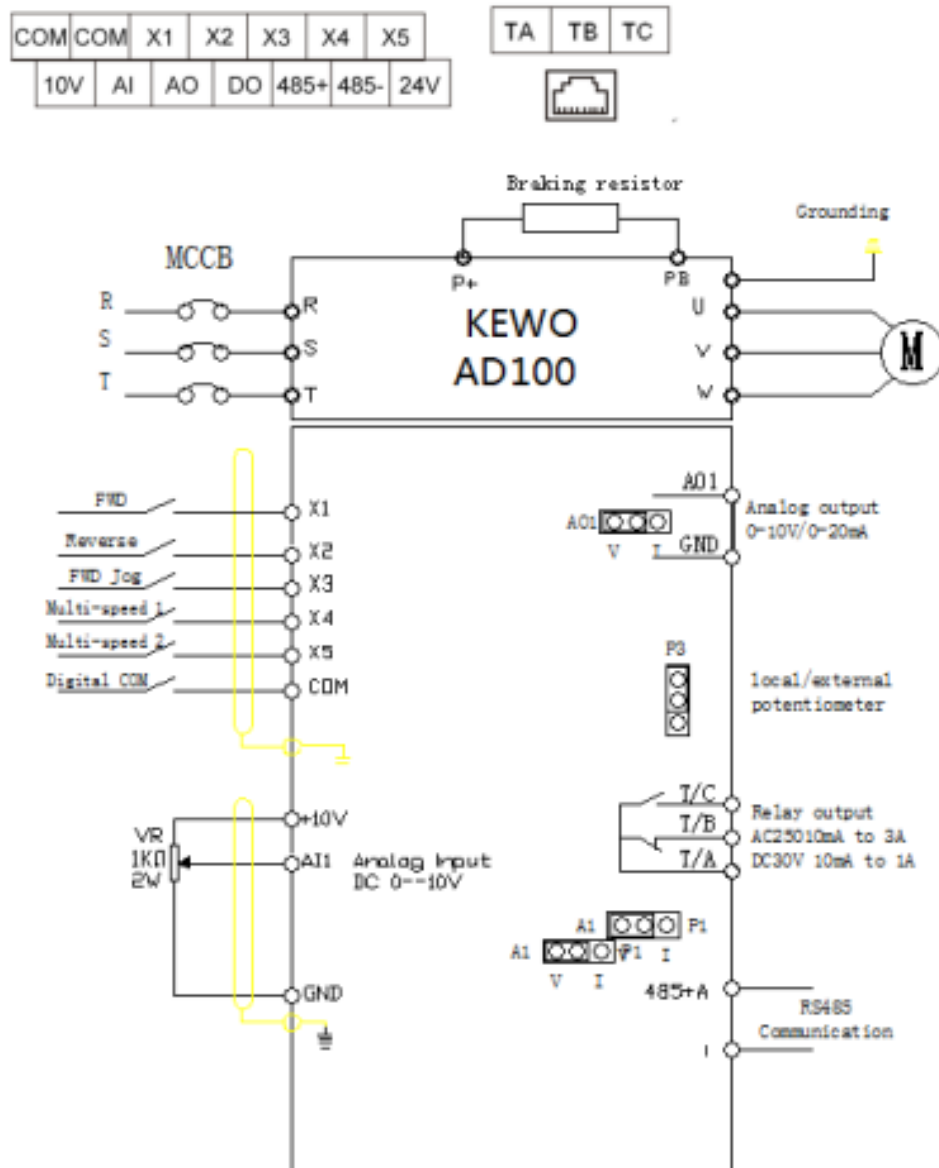 COM COM X1 X2 X3 X4 X5
TA TB TC
10V AI AO DO 485+ 485- 24V
Braking resistor
Grounding
MCCB
P+
PB
R
R
U
KEWO
AD100
S
S
V
M
T
T
W
FWD
X1
AO1
Analog output
0-10V/0-20mA
AO1
V I
GND
Reverse
X2
FWD Jog
X3
Multi-speed 1
X4
Multi-speed 2
X5
Digital COM
COM
P3
local/external
potentiometer
+10V
VR
1KΩ
2W
AI1
Analog Input
DC 0--10V
GND
T/C
T/B
T/A
Relay output
AC25010mA to 3A
DC30V 10mA to 1A
A1
P1
I
A1
P1
V I
485+A
RS485
Communication